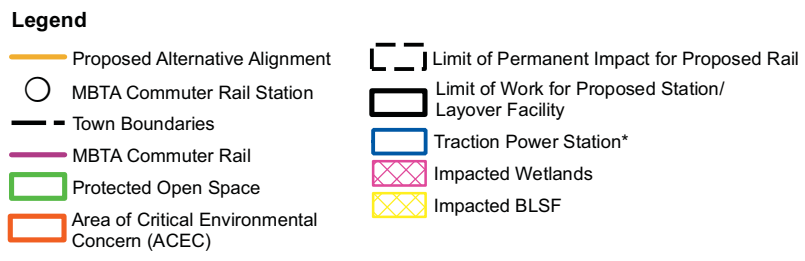 Legend
Proposed Alternative Alignment
MBTA Commuter Rail Station
Town Boundaries
MBTA Commuter Rail
Protected Open Space
Area of Critical Environmental
Concern (ACEC)
Limit of Permanent Impact for Proposed Rail
Limit of Work for Proposed Station/
Layover Facility
Traction Power Station*
Impacted Wetlands
Impacted BLSF